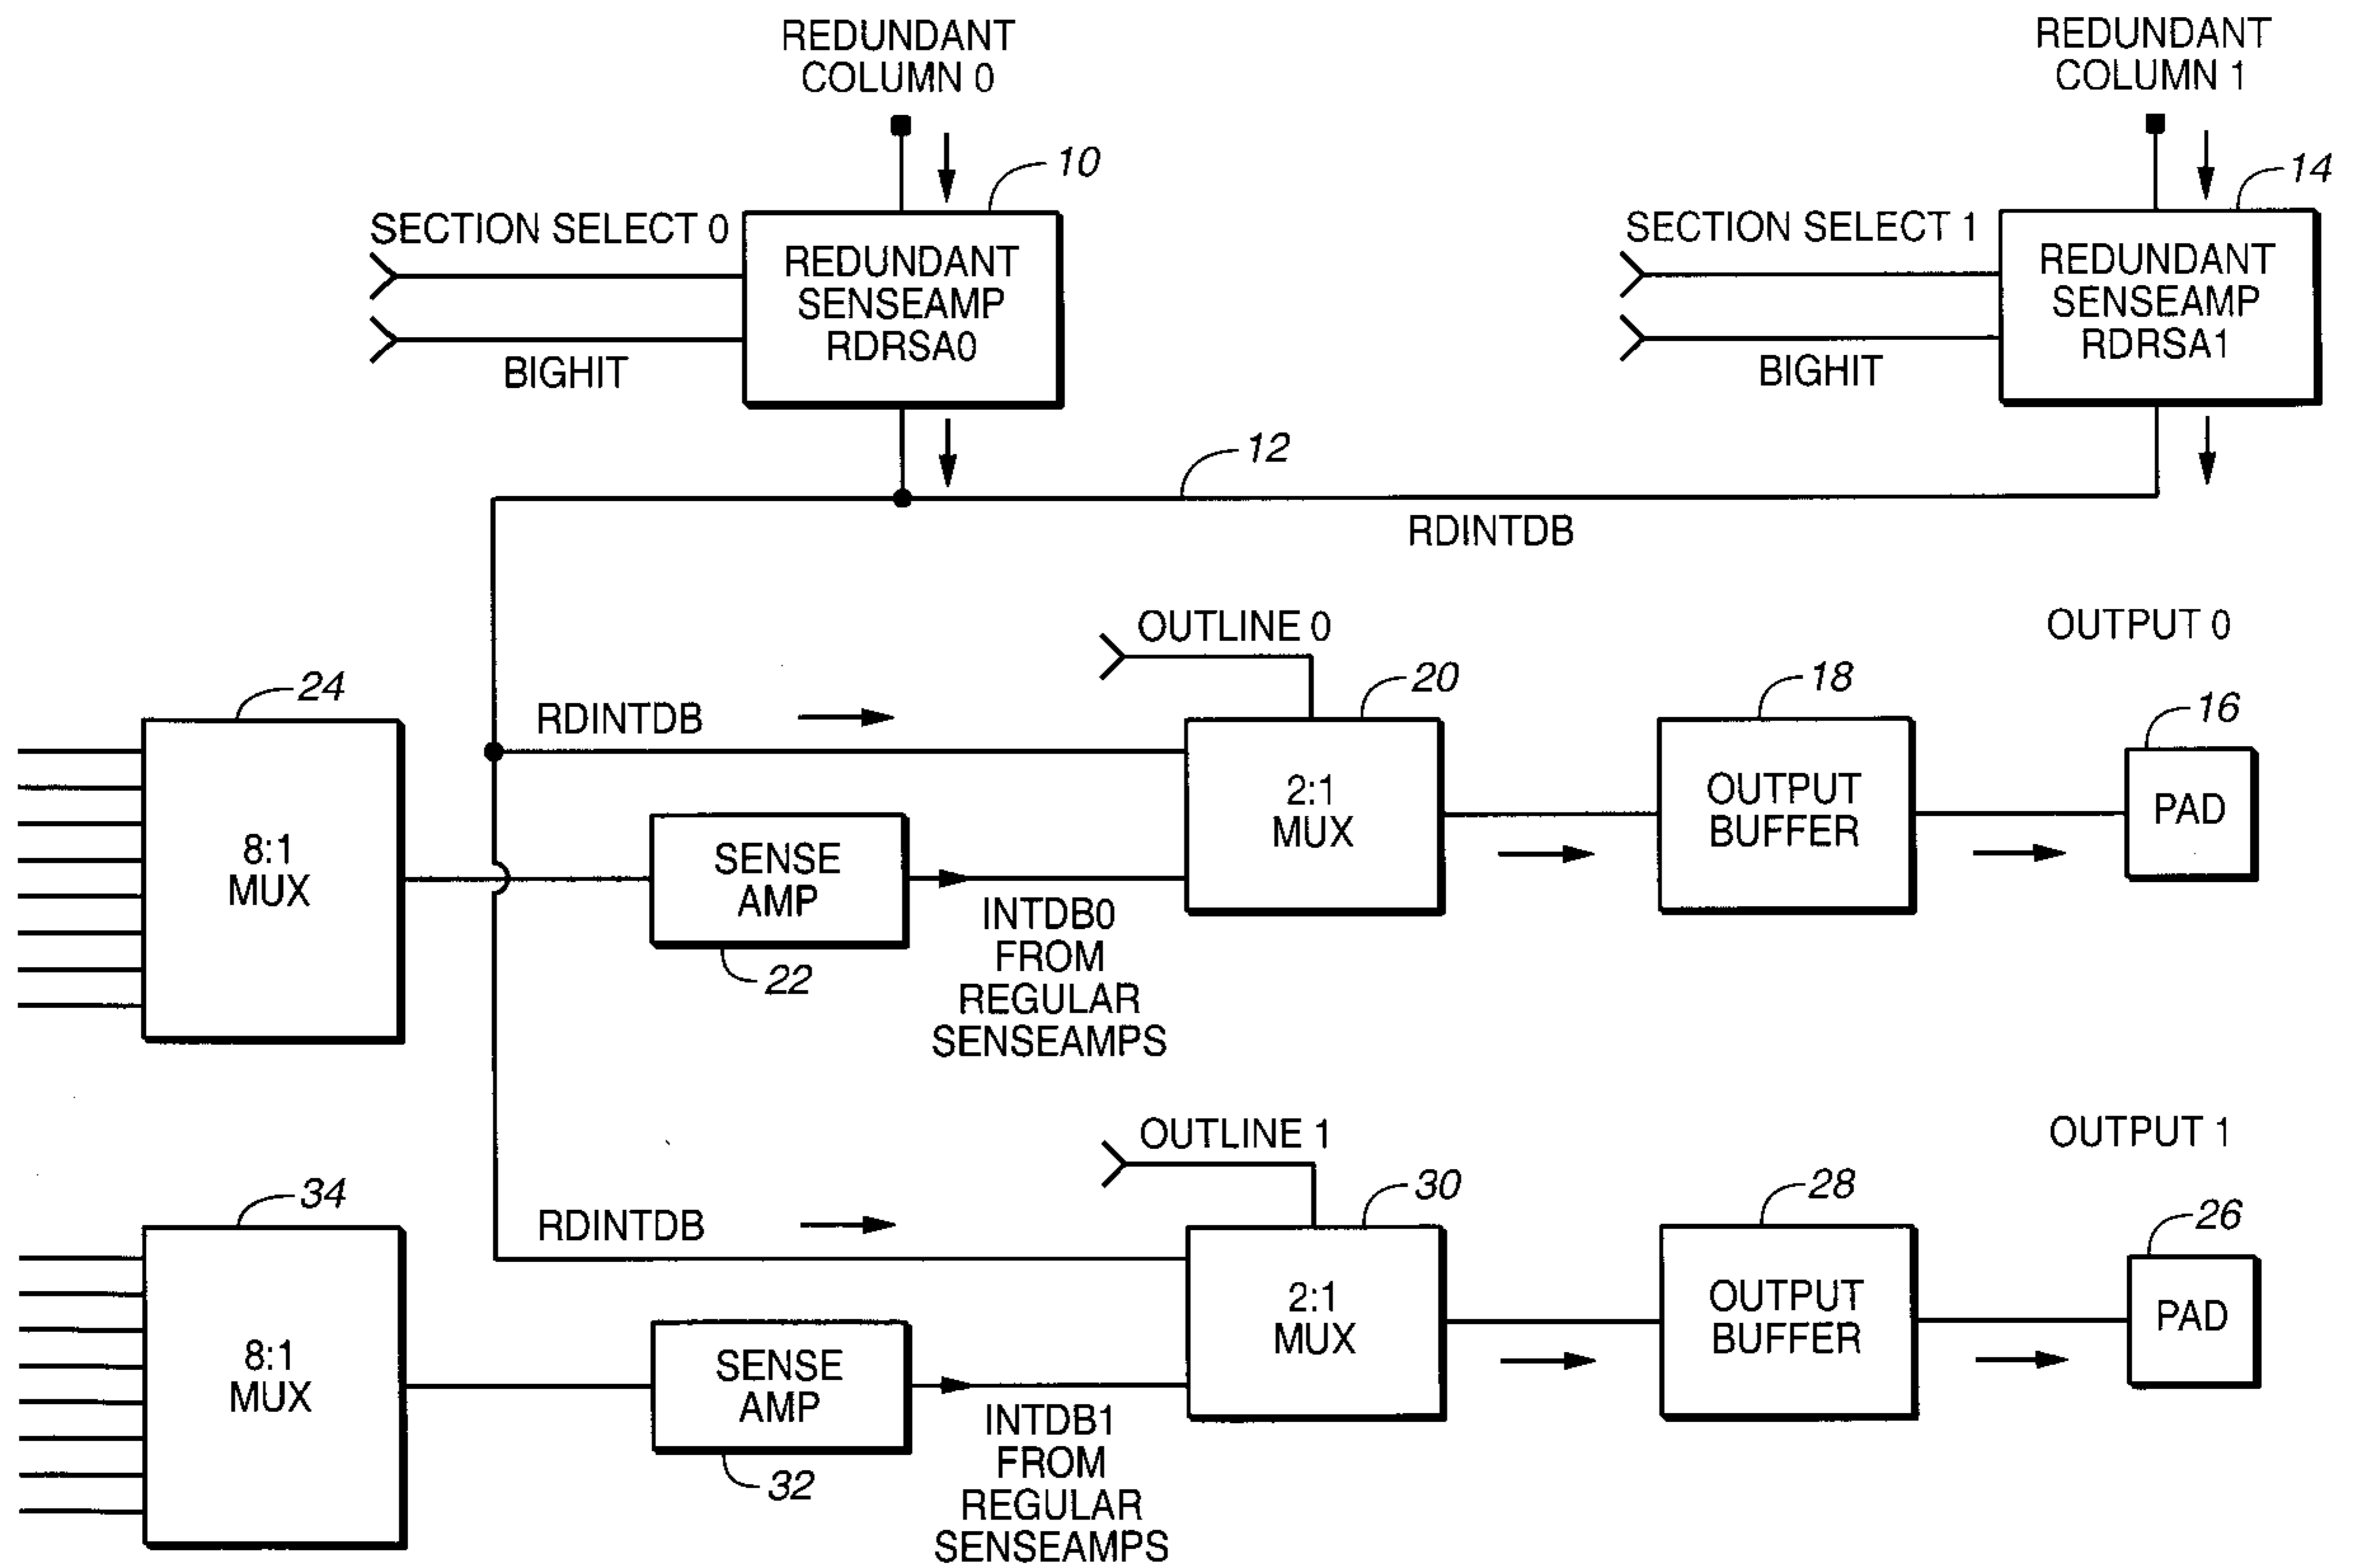 REDUNDANT
COLUMN 0
REDUNDANT
COLUMN 1
10
14
SECTION SELECT 0
REDUNDANT
SENSEAMP
RDRSA0
BIGHIT
SECTION SELECT 1
REDUNDANT
SENSEAMP
RDRSA1
BIGHIT
12
RDINTDB
OUTLINE 0
OUTPUT 0
24
RDINTDB
20
18
16
8:1
MUX
SENSE
AMP
22
2:1
MUX
OUTPUT
BUFFER
PAD
INTDB0
FROM
REGULAR
SENSEAMPS
OUTLINE 1
OUTPUT 1
34
RDINTDB
30
28
26
8:1
MUX
SENSE
AMP
32
2:1
MUX
OUTPUT
BUFFER
PAD
INTDB1
FROM
REGULAR
SENSEAMPS